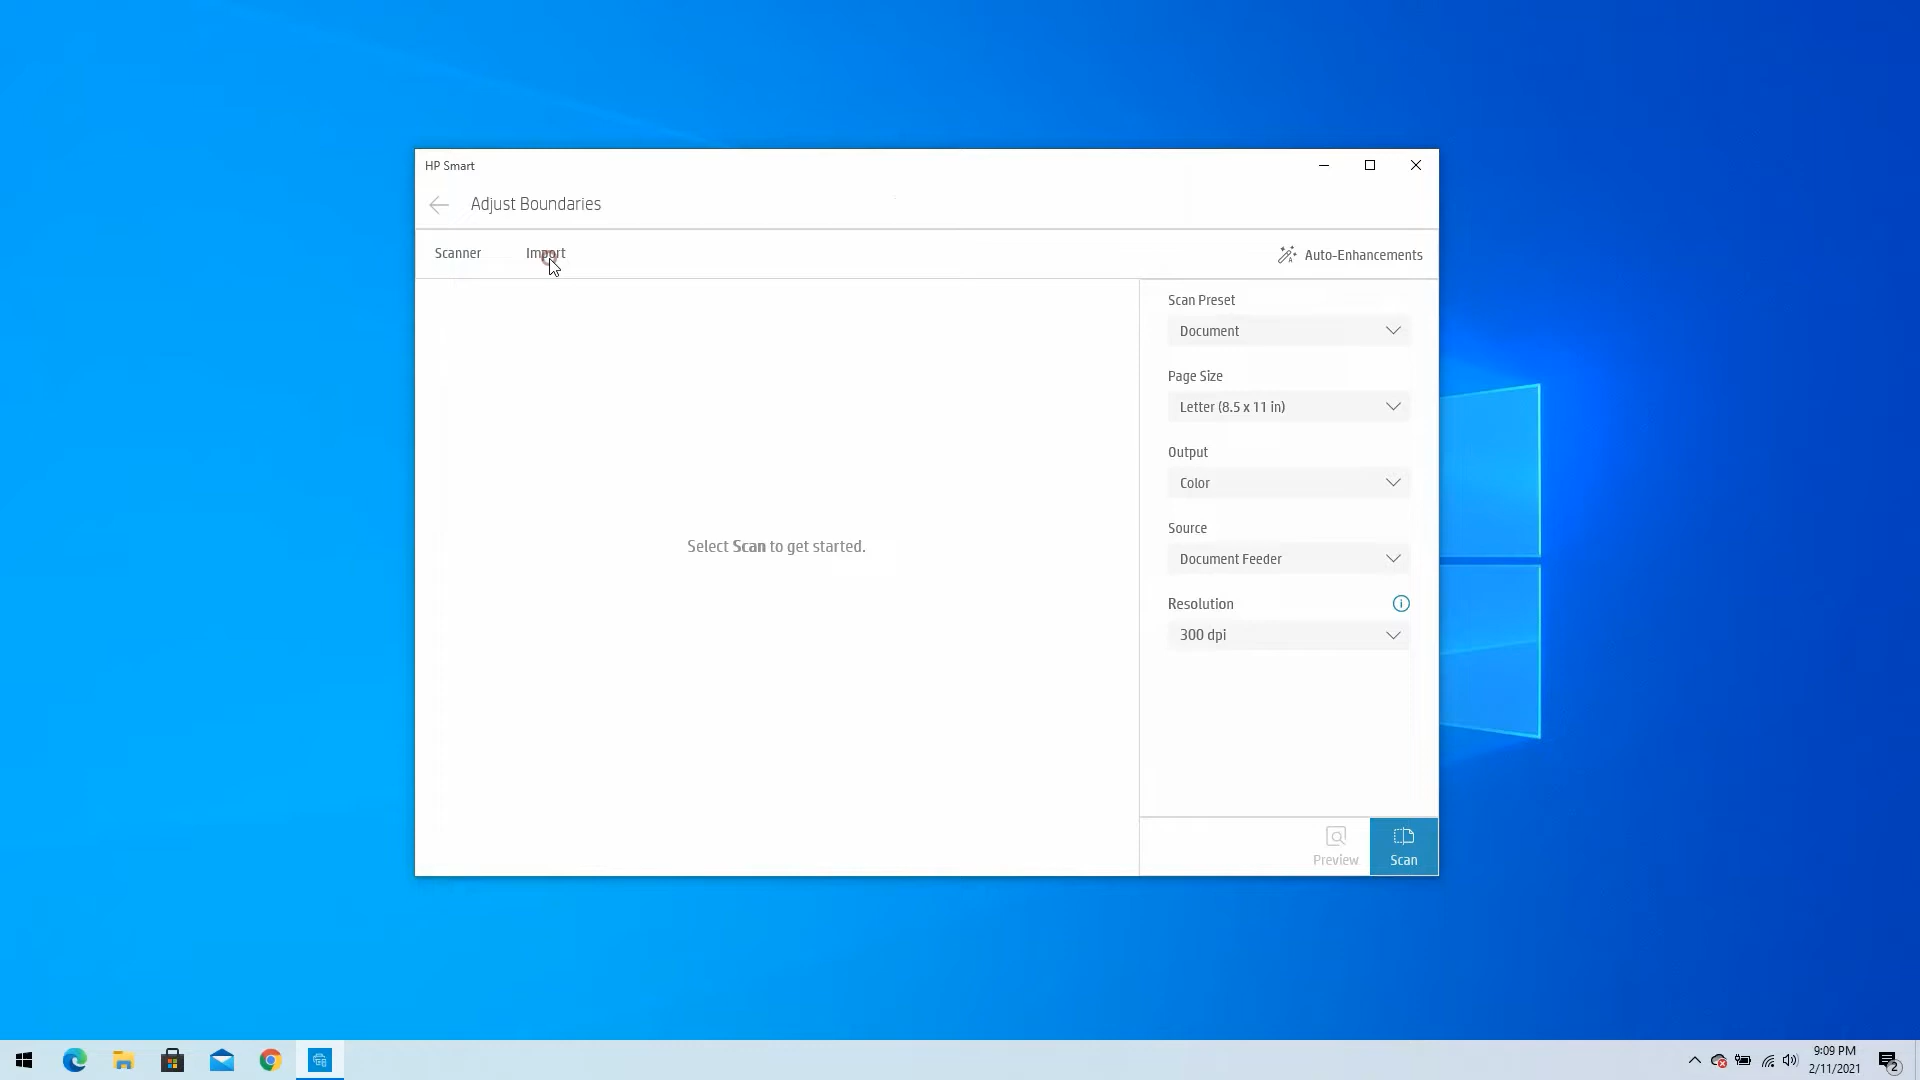 HP Smart
Adjust Boundaries
Scanner
Import
Auto-Enhancements
Scan Preset
Document
Page Size
Letter (8.5 x 11 in)
Output
Color
Select Scan to get started.
Source
Document Feeder
Resolution
300 dpi
Preview
Scan
9:09 PM
2/11/2021
2